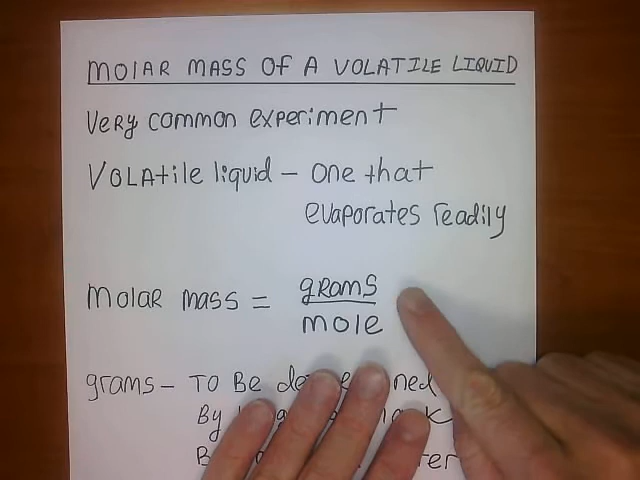 MOLAR MASS OF A VOLATILE LIQUID
VERY common experiment
VOLAtile liquid – one that
evaporates readily
molar mass = grams
mole
grams – TO BE
By